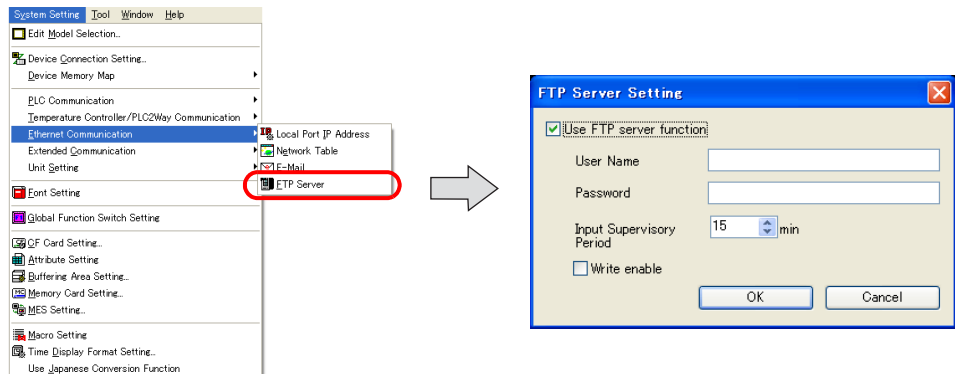 System Setting Tool Window Help
Edit Model Selection..
Device Connection Setting...
Device Memory Map
PLC Communication
Temperature Controller/PLC2Way Communication
Ethernet Communication
Extended Communication
Unit Setting
Font Setting
Global Function Switch Setting
CF Card Setting...
Attribute Setting
Buffering Area Setting...
Memory Card Setting...
MES Setting...
Macro Setting
Time Display Format Setting...
Use Japanese Conversion Function
Local Port IP Address
Network Table
E-Mail
FTP Server
FTP Server Setting
Use FTP server function
User Name
Password
Input Supervisory
Period
15 min
Write enable
OK Cancel